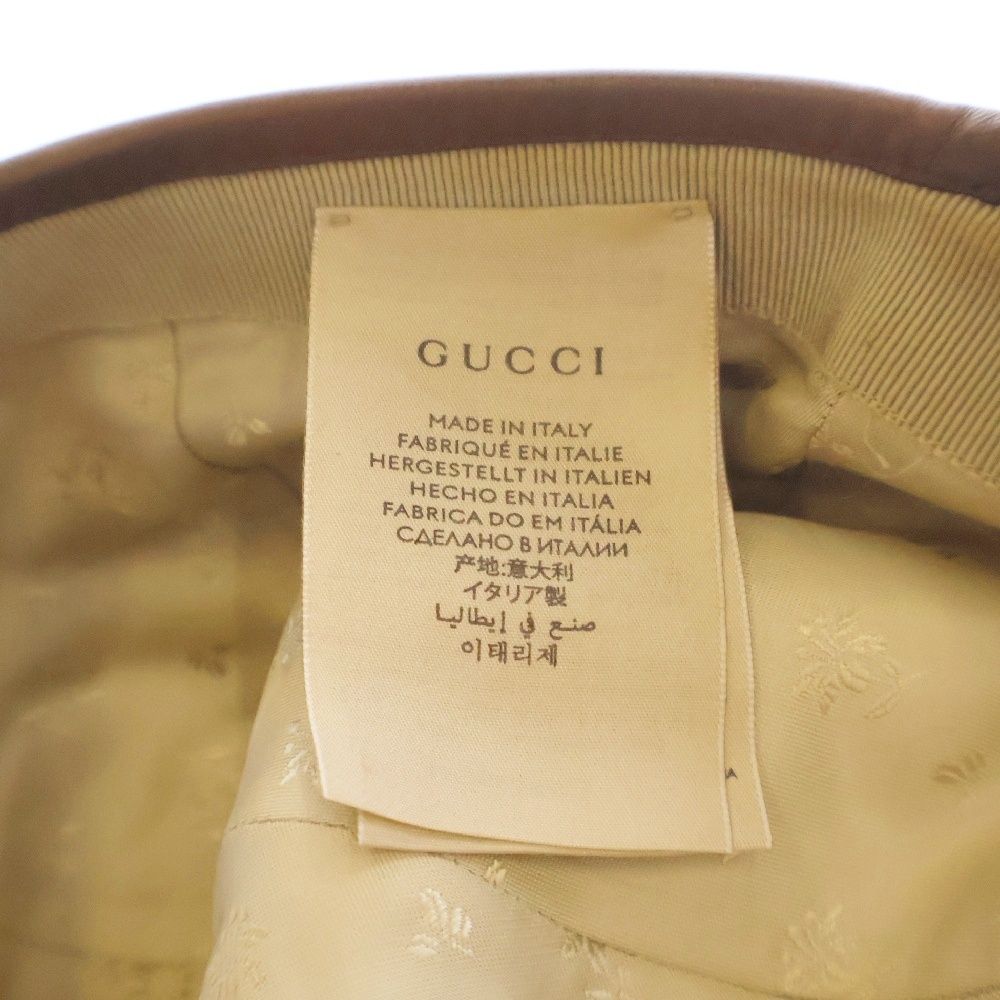 GUCCI
MADE IN ITALY
FABRIQUÉ EN ITALIE
HERGESTELLT IN ITALIEN
HECHO EN ITALIA
FABRICA DO EM ITÁLIA
СДЕЛАНО В ИТАЛИИ
产地:意大利
イタリア製
صنع في إيطاليا
이태리제
A